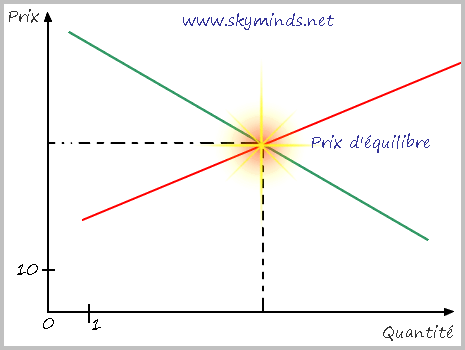 Prix
www.skyminds.net
Prix d'équilibre
10
0
1
Quantité